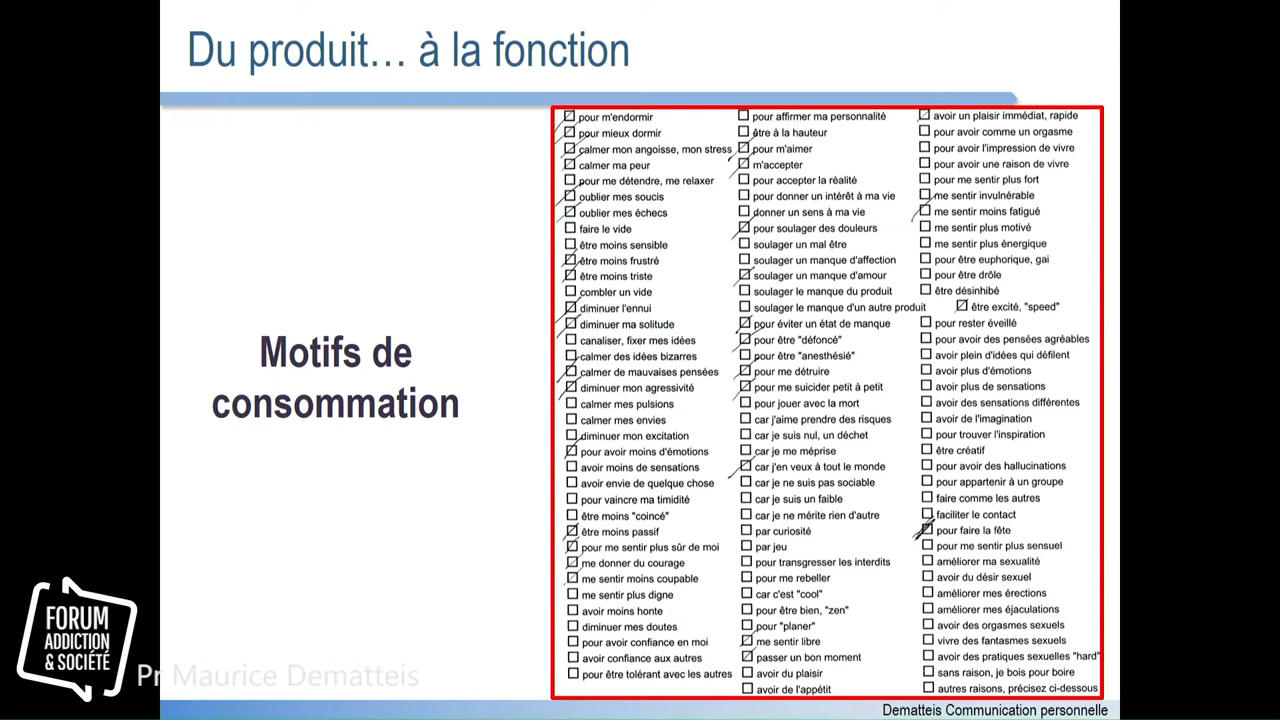 Du produit… à la fonction
Motifs de
consommation
pour m'endormir
pour mieux dormir
calmer mon angoisse, mon stress
calmer ma peur
pour me détendre, me relaxer
oublier mes soucis
oublier mes échecs
faire le vide
être moins sensible
être moins frustré
être moins triste
combler un vide
diminuer l'ennui
diminuer ma solitude
canaliser, fixer mes idées
calmer des idées bizarres
calmer de mauvaises pensées
diminuer mon agressivité
calmer mes pulsions
calmer mes envies
diminuer mon excitation
pour avoir moins d'émotions
avoir moins de sensations
avoir envie de quelque chose
pour vaincre ma timidité
être moins "coincé"
être moins passif
pour me sentir plus sûr de moi
me donner du courage
me sentir moins coupable
me sentir plus digne
avoir moins honte
diminuer mes doutes
pour avoir confiance en moi
avoir confiance aux autres
pour être tolérant avec les autres
pour affirmer ma personnalité
être à la hauteur
pour m'aimer
m'accepter
pour accepter la réalité
pour donner un intérêt à ma vie
donner un sens à ma vie
pour soulager des douleurs
soulager un mal être
soulager un manque d'affection
soulager un manque d'amour
soulager le manque du produit
soulager le manque d'un autre produit
pour éviter un état de manque
pour être "défoncé"
pour être "anesthésié"
pour me détruire
pour me suicider petit à petit
pour jouer avec la mort
car j'aime prendre des risques
car je suis nul, un déchet
car je me méprise
car j'en veux à tout le monde
car je ne suis pas sociable
car je suis un faible
car je ne mérite rien d'autre
par curiosité
par jeu
pour transgresser les interdits
pour me rebeller
car c'est "cool"
pour être bien, "zen"
pour "planer"
me sentir libre
passer un bon moment
avoir du plaisir
avoir de l'appétit
avoir un plaisir immédiat, rapide
pour avoir comme un orgasme
pour avoir l'impression de vivre
pour avoir une raison de vivre
pour me sentir plus fort
me sentir invulnérable
me sentir moins fatigué
me sentir plus motivé
me sentir plus énergique
pour être euphorique, gai
pour être drôle
être désinhibé
être excité, "speed"
pour rester éveillé
pour avoir des pensées agréables
avoir plein d'idées qui défilent
avoir plus d'émotions
avoir plus de sensations
avoir des sensations différentes
avoir de l'imagination
pour trouver l'inspiration
être créatif
pour avoir des hallucinations
pour appartenir à un groupe
faire comme les autres
faciliter le contact
pour faire la fête
pour me sentir plus sensuel
améliorer ma sexualité
avoir du désir sexuel
améliorer mes érections
améliorer mes éjaculations
avoir des orgasmes sexuels
vivre des fantasmes sexuels
avoir des pratiques sexuelles "hard"
sans raison, je bois pour boire
autres raisons, précisez ci-dessous
FORUM
ADDICTION
& SOCIÉTÉ
Pr Maurice Dematteis
Dematteis Communication personnelle